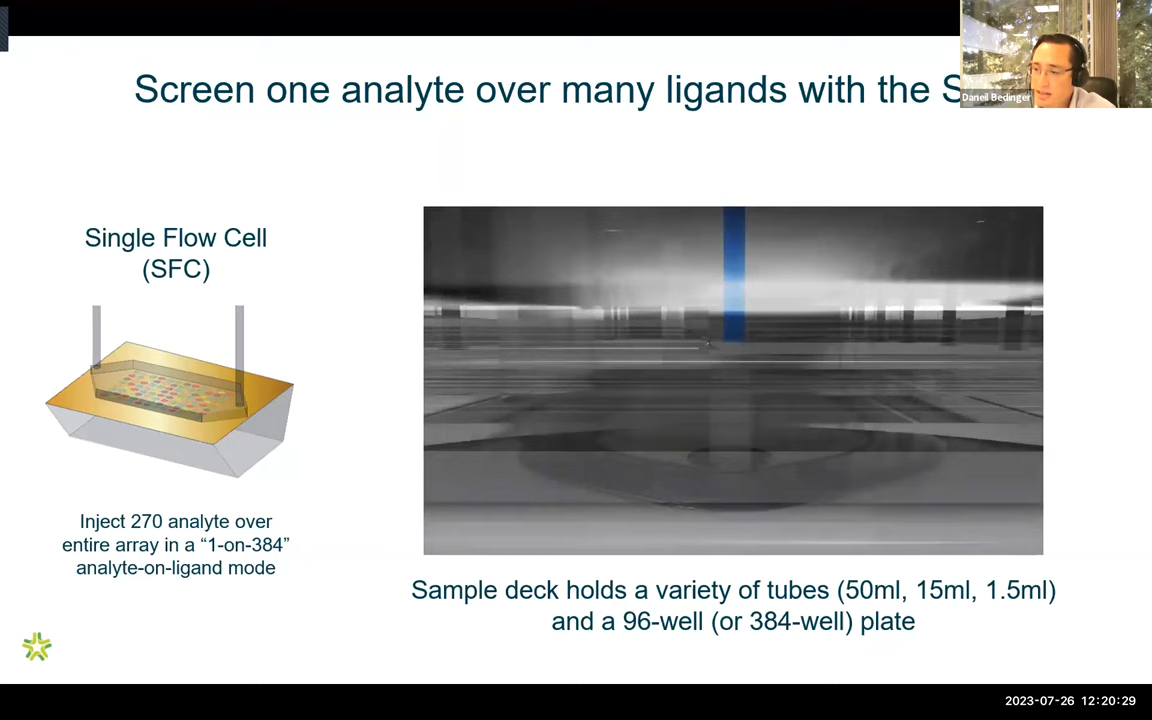 Screen one analyte over many ligands with the S
Daneil Bedinger
Single Flow Cell
(SFC)
Inject 270 analyte over
entire array in a “1-on-384”
analyte-on-ligand mode
Sample deck holds a variety of tubes (50ml, 15ml, 1.5ml)
and a 96-well (or 384-well) plate
2023-07-26 12:20:29